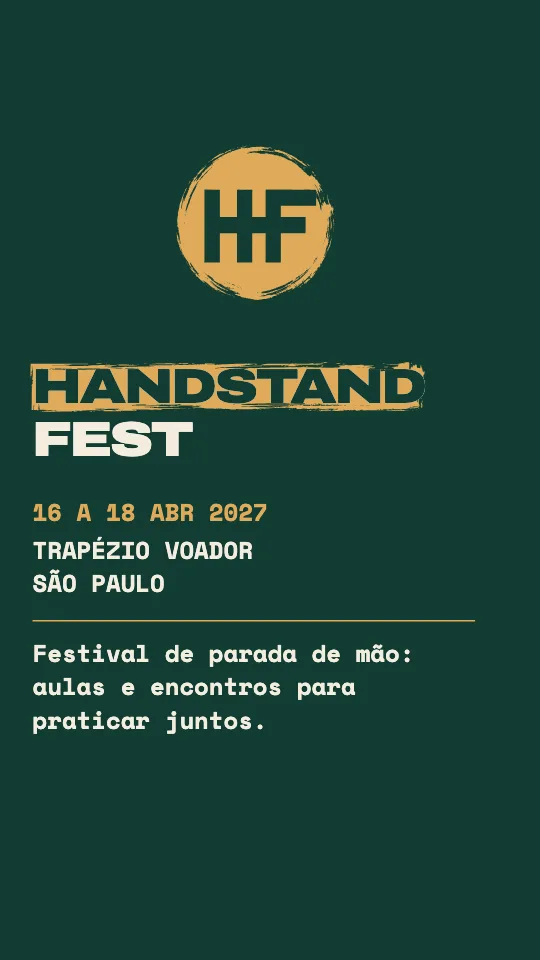 HF
HANDSTAND
FEST
16 A 18 ABR 2027
TRAPÉZIO VOADOR
SÃO PAULO
Festival de parada de mão:
aulas e encontros para
praticar juntos.